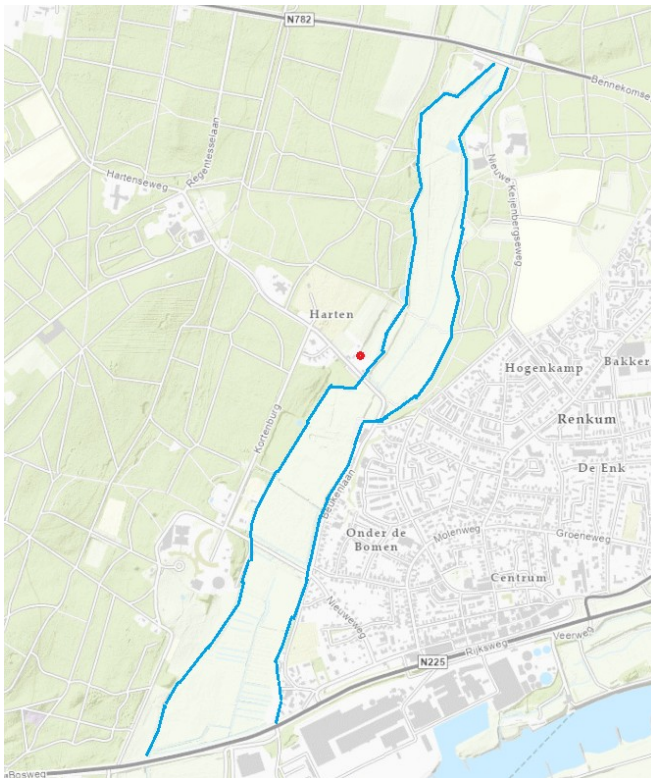 N782
Bennekomse
Regentesselaan
Hartenseweg
Nieuwe Keijenbergseweg
Harten
Hogenkamp
Bakker
Renkum
Kortenburg
De Enk
Beukenlaan
Onder de
Bomen
Molenweg
Groeneweg
Centrum
Nieuweweg
Veerweg
Rijksweg
N225
Bosweg